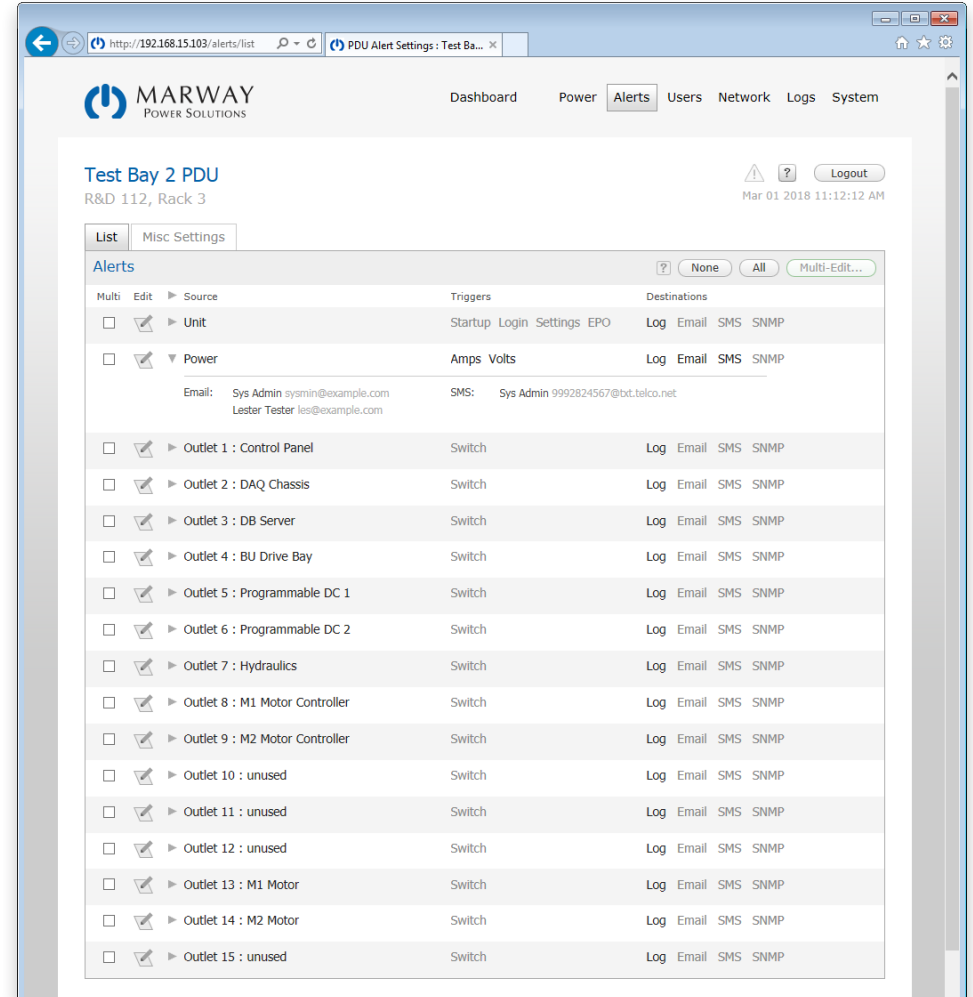 http://192.168.15.103/alerts/list PDU Alert Settings : Test Ba...
MARWAY
POWER SOLUTIONS
Dashboard Power Alerts Users Network Logs System
Test Bay 2 PDU
? Logout
R&D 112, Rack 3
Mar 01 2018 11:12:12 AM
List Misc Settings
Alerts ? None All Multi-Edit...
Multi Edit Source Triggers Destinations
Unit Startup Login Settings EPO Log Email SMS SNMP
Power Amps Volts Log Email SMS SNMP
Email: Sys Admin sysmin@example.com SMS: Sys Admin 9992824567@txt.telco.net
Lester Tester les@example.com
Outlet 1 : Control Panel Switch Log Email SMS SNMP
Outlet 2 : DAQ Chassis Switch Log Email SMS SNMP
Outlet 3 : DB Server Switch Log Email SMS SNMP
Outlet 4 : BU Drive Bay Switch Log Email SMS SNMP
Outlet 5 : Programmable DC 1 Switch Log Email SMS SNMP
Outlet 6 : Programmable DC 2 Switch Log Email SMS SNMP
Outlet 7 : Hydraulics Switch Log Email SMS SNMP
Outlet 8 : M1 Motor Controller Switch Log Email SMS SNMP
Outlet 9 : M2 Motor Controller Switch Log Email SMS SNMP
Outlet 10 : unused Switch Log Email SMS SNMP
Outlet 11 : unused Switch Log Email SMS SNMP
Outlet 12 : unused Switch Log Email SMS SNMP
Outlet 13 : M1 Motor Switch Log Email SMS SNMP
Outlet 14 : M2 Motor Switch Log Email SMS SNMP
Outlet 15 : unused Switch Log Email SMS SNMP